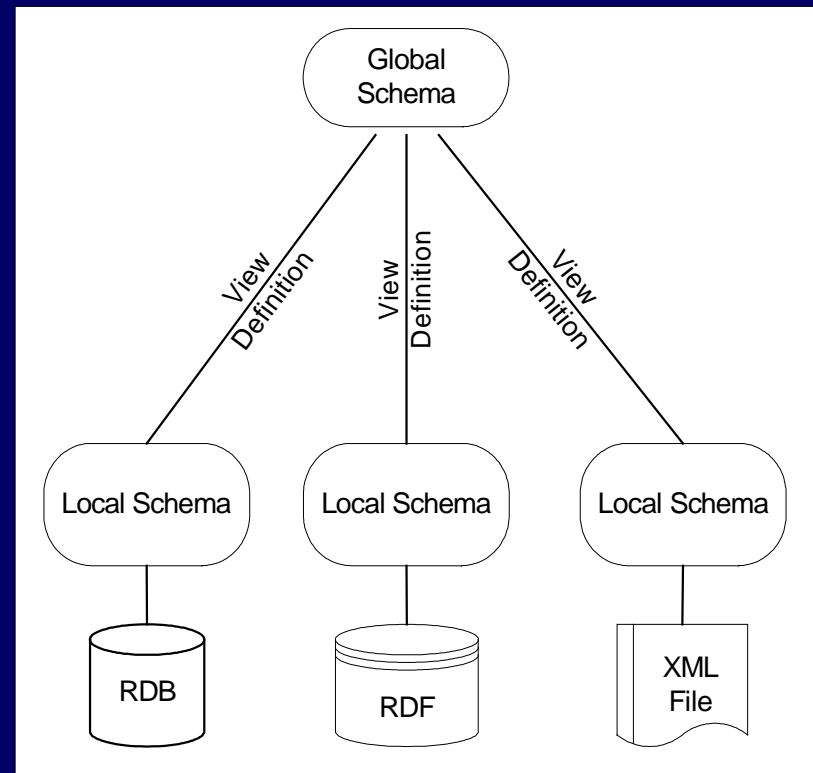 Global
Schema
View
Definition
View
Definition
View
Definition
Local Schema
Local Schema
Local Schema
RDB
RDF
XML
File